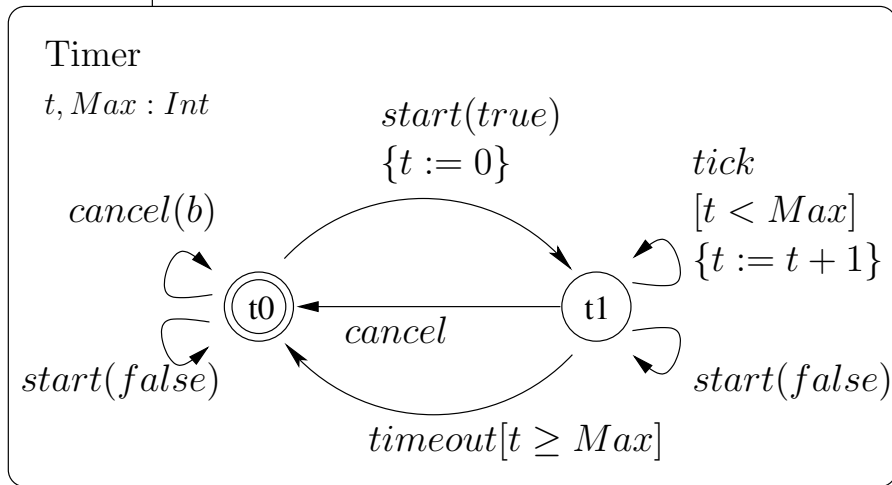 Timer
t, Max : Int
start(true)
{t := 0}
tick
[t < Max]
{t := t + 1}
cancel(b)
t0
t1
cancel
start(false)
start(false)
timeout[t ≥ Max]